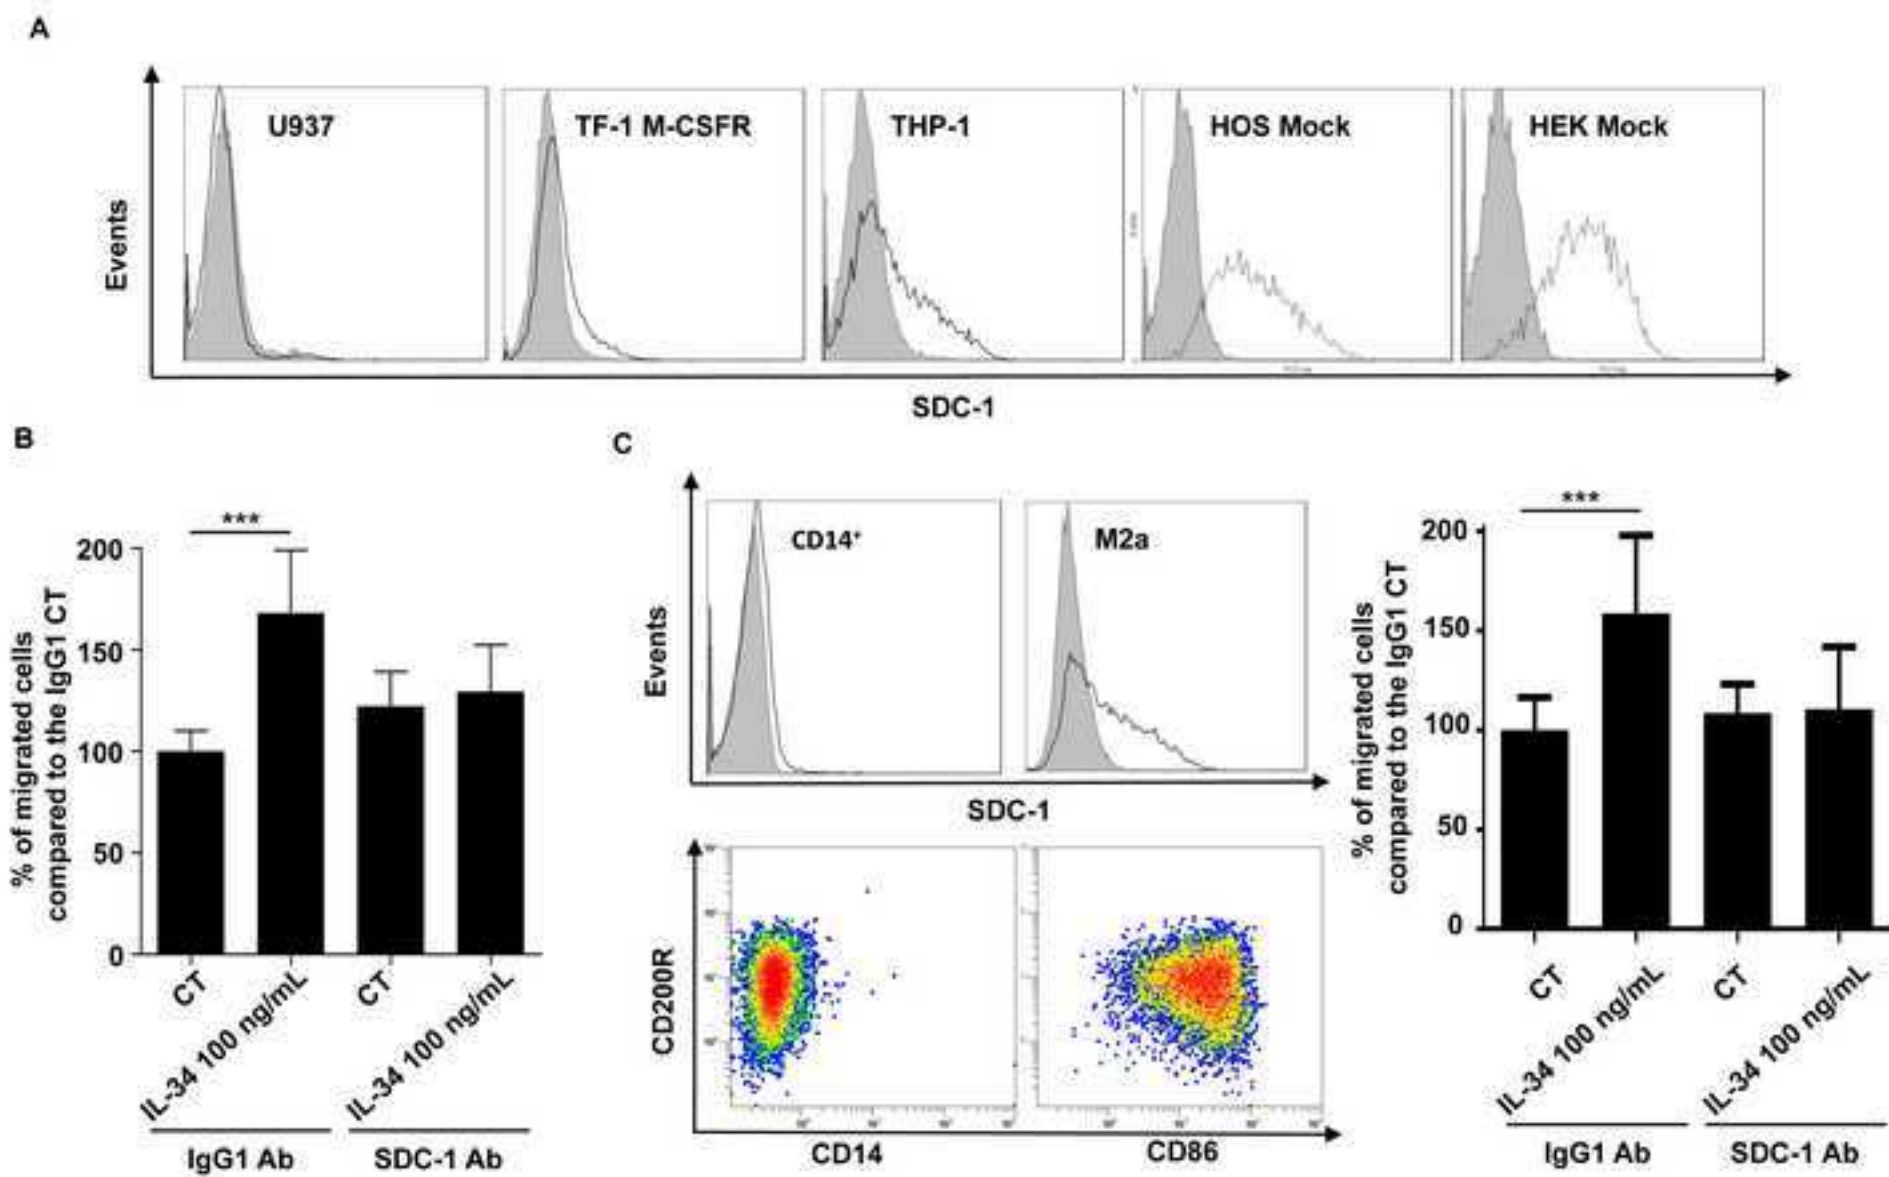 A
U937
TF-1 M-CSFR
THP-1
HOS Mock
HEK Mock
Events
SDC-1
B
C
***
200
150
100
50
0
% of migrated cells
compared to the IgG1 CT
CT
IL-34 100 ng/mL
CT
IL-34 100 ng/mL
IgG1 Ab
SDC-1 Ab
CD14⁺
M2a
Events
SDC-1
CD200R
CD14
CD86
***
200
150
100
50
0
% of migrated cells
compared to the IgG1 CT
CT
IL-34 100 ng/mL
CT
IL-34 100 ng/mL
IgG1 Ab
SDC-1 Ab